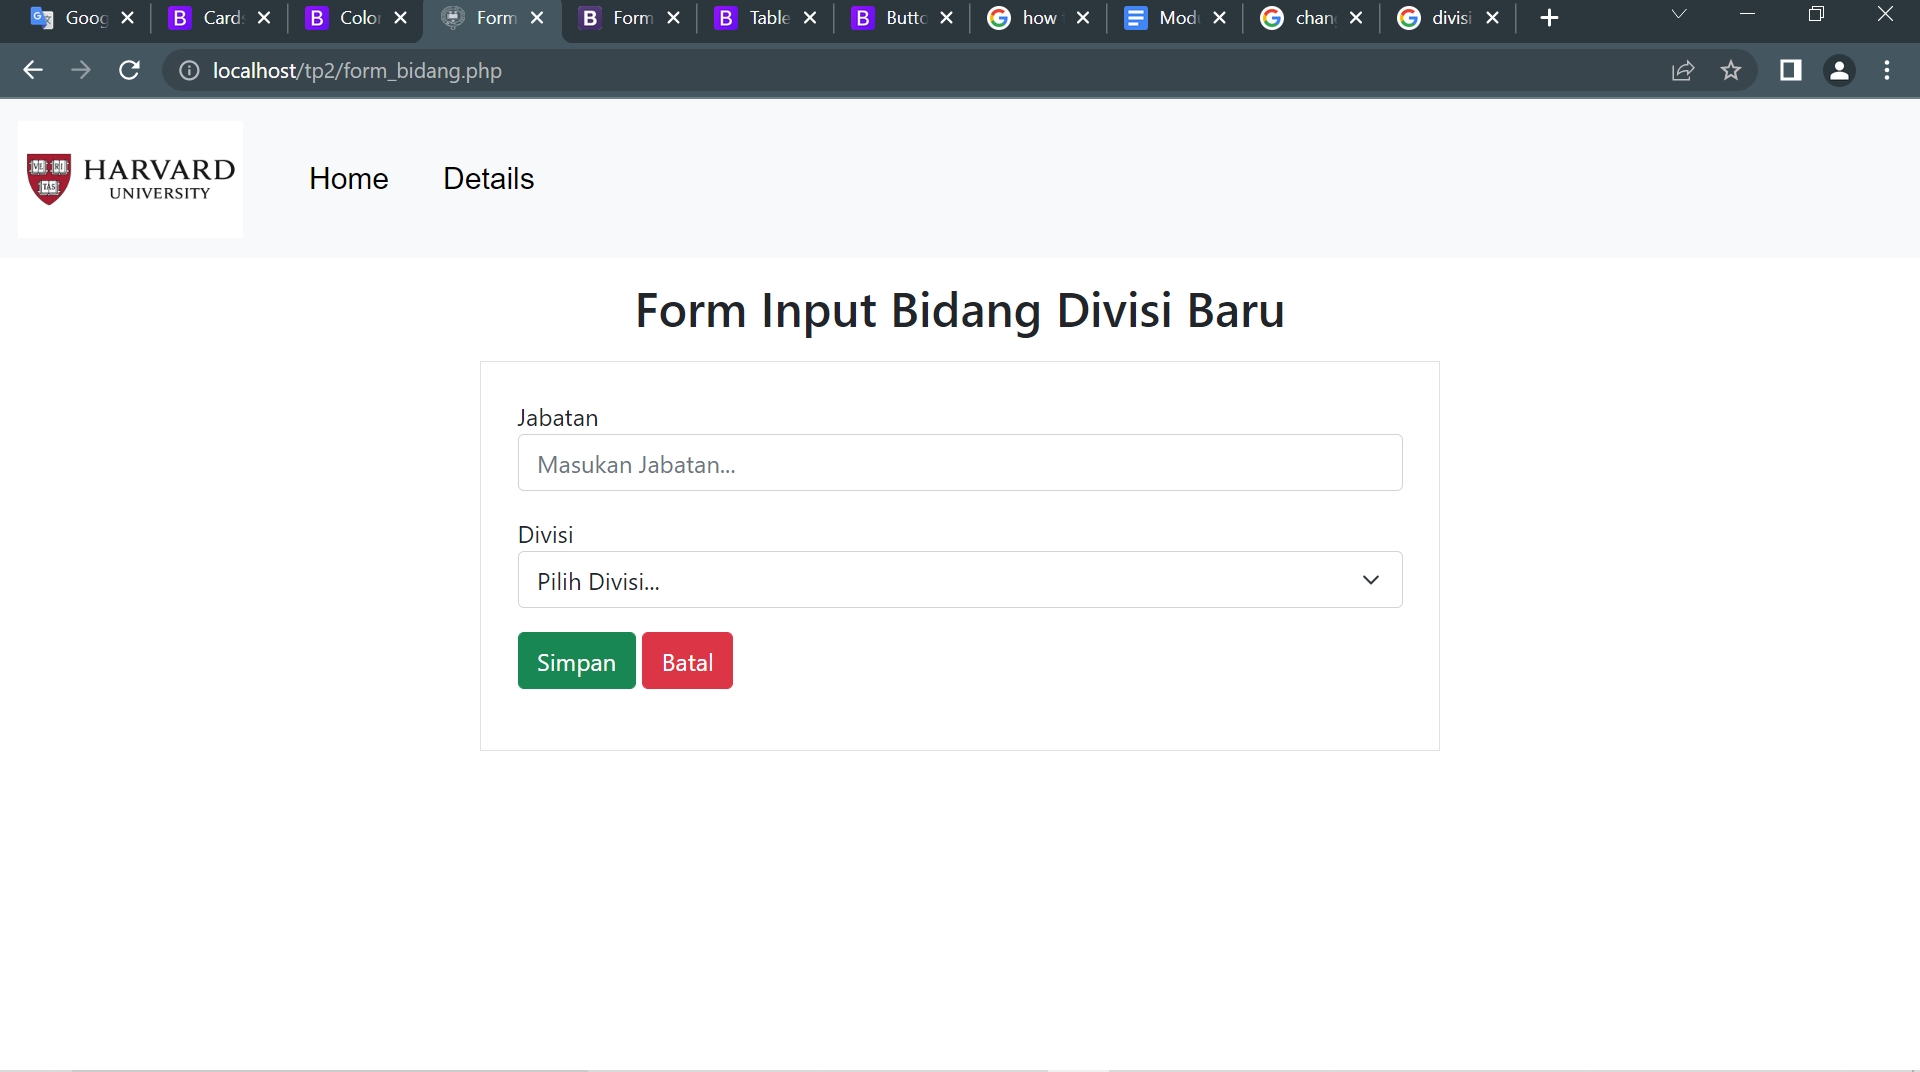 Goog
Card
Color
Form
Form
Table
Butto
how
Modu
chan
divisi
localhost/tp2/form_bidang.php
HARVARD
UNIVERSITY
Home
Details
Form Input Bidang Divisi Baru
Jabatan
Masukan Jabatan...
Divisi
Pilih Divisi...
Simpan
Batal